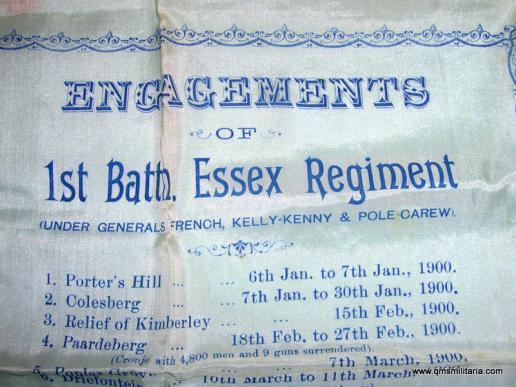 ENGAGEMENTS
OF
1st Battn. Essex Regiment
(UNDER GENERALS FRENCH, KELLY-KENNY & POLE-CAREW).
1. Porter's Hill ... ... 6th Jan. to 7th Jan., 1900.
2. Colesberg ... ... 7th Jan. to 30th Jan., 1900.
3. Relief of Kimberley ... ... 15th Feb., 1900.
4. Paardeberg ... 18th Feb. to 27th Feb., 1900.
(Cronje with 4,800 men and 9 guns surrendered).
7th March, 1900.
6. Driefontein 10th March to 11th March, 1900.
www.qmsmilitaria.com